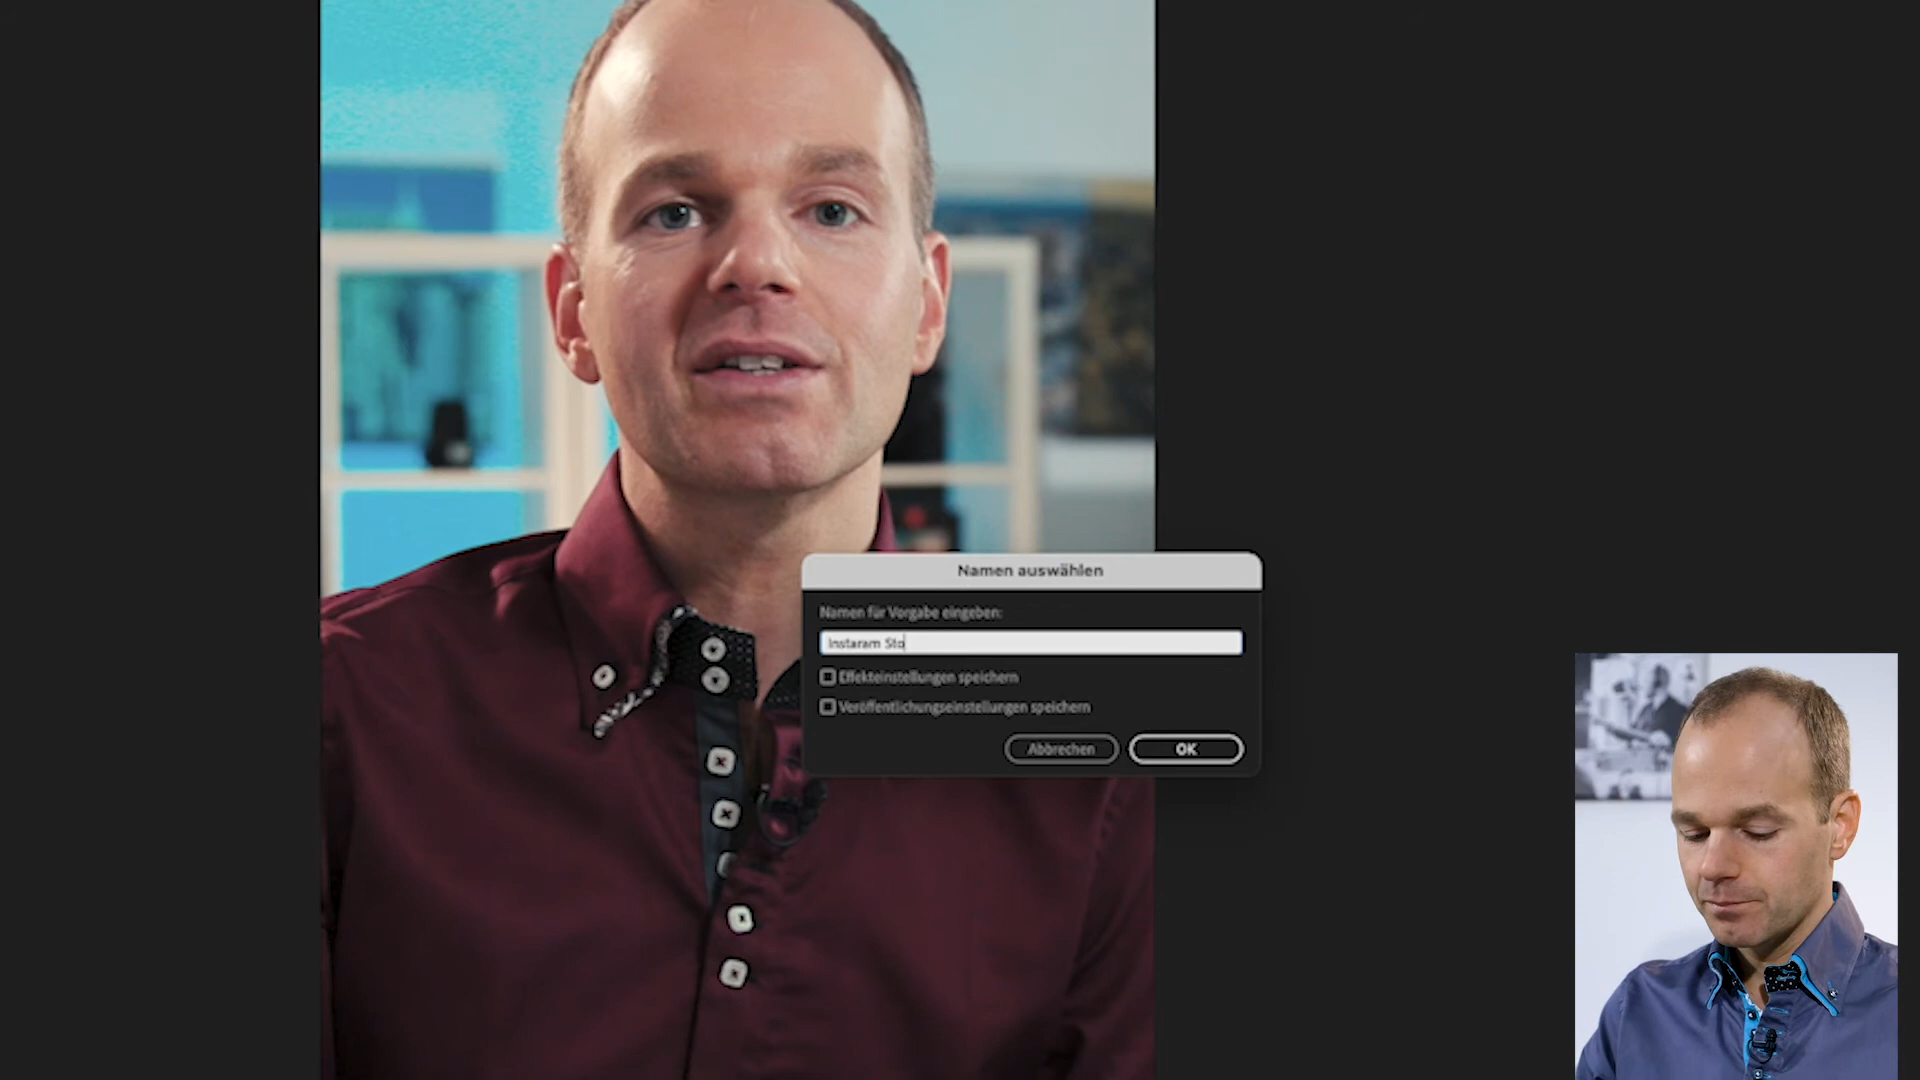 Namen auswählen
Namen für Vorgabe eingeben:
Instaram Sto
Effekteinstellungen speichern
Veröffentlichungseinstellungen speichern
Abbrechen
OK